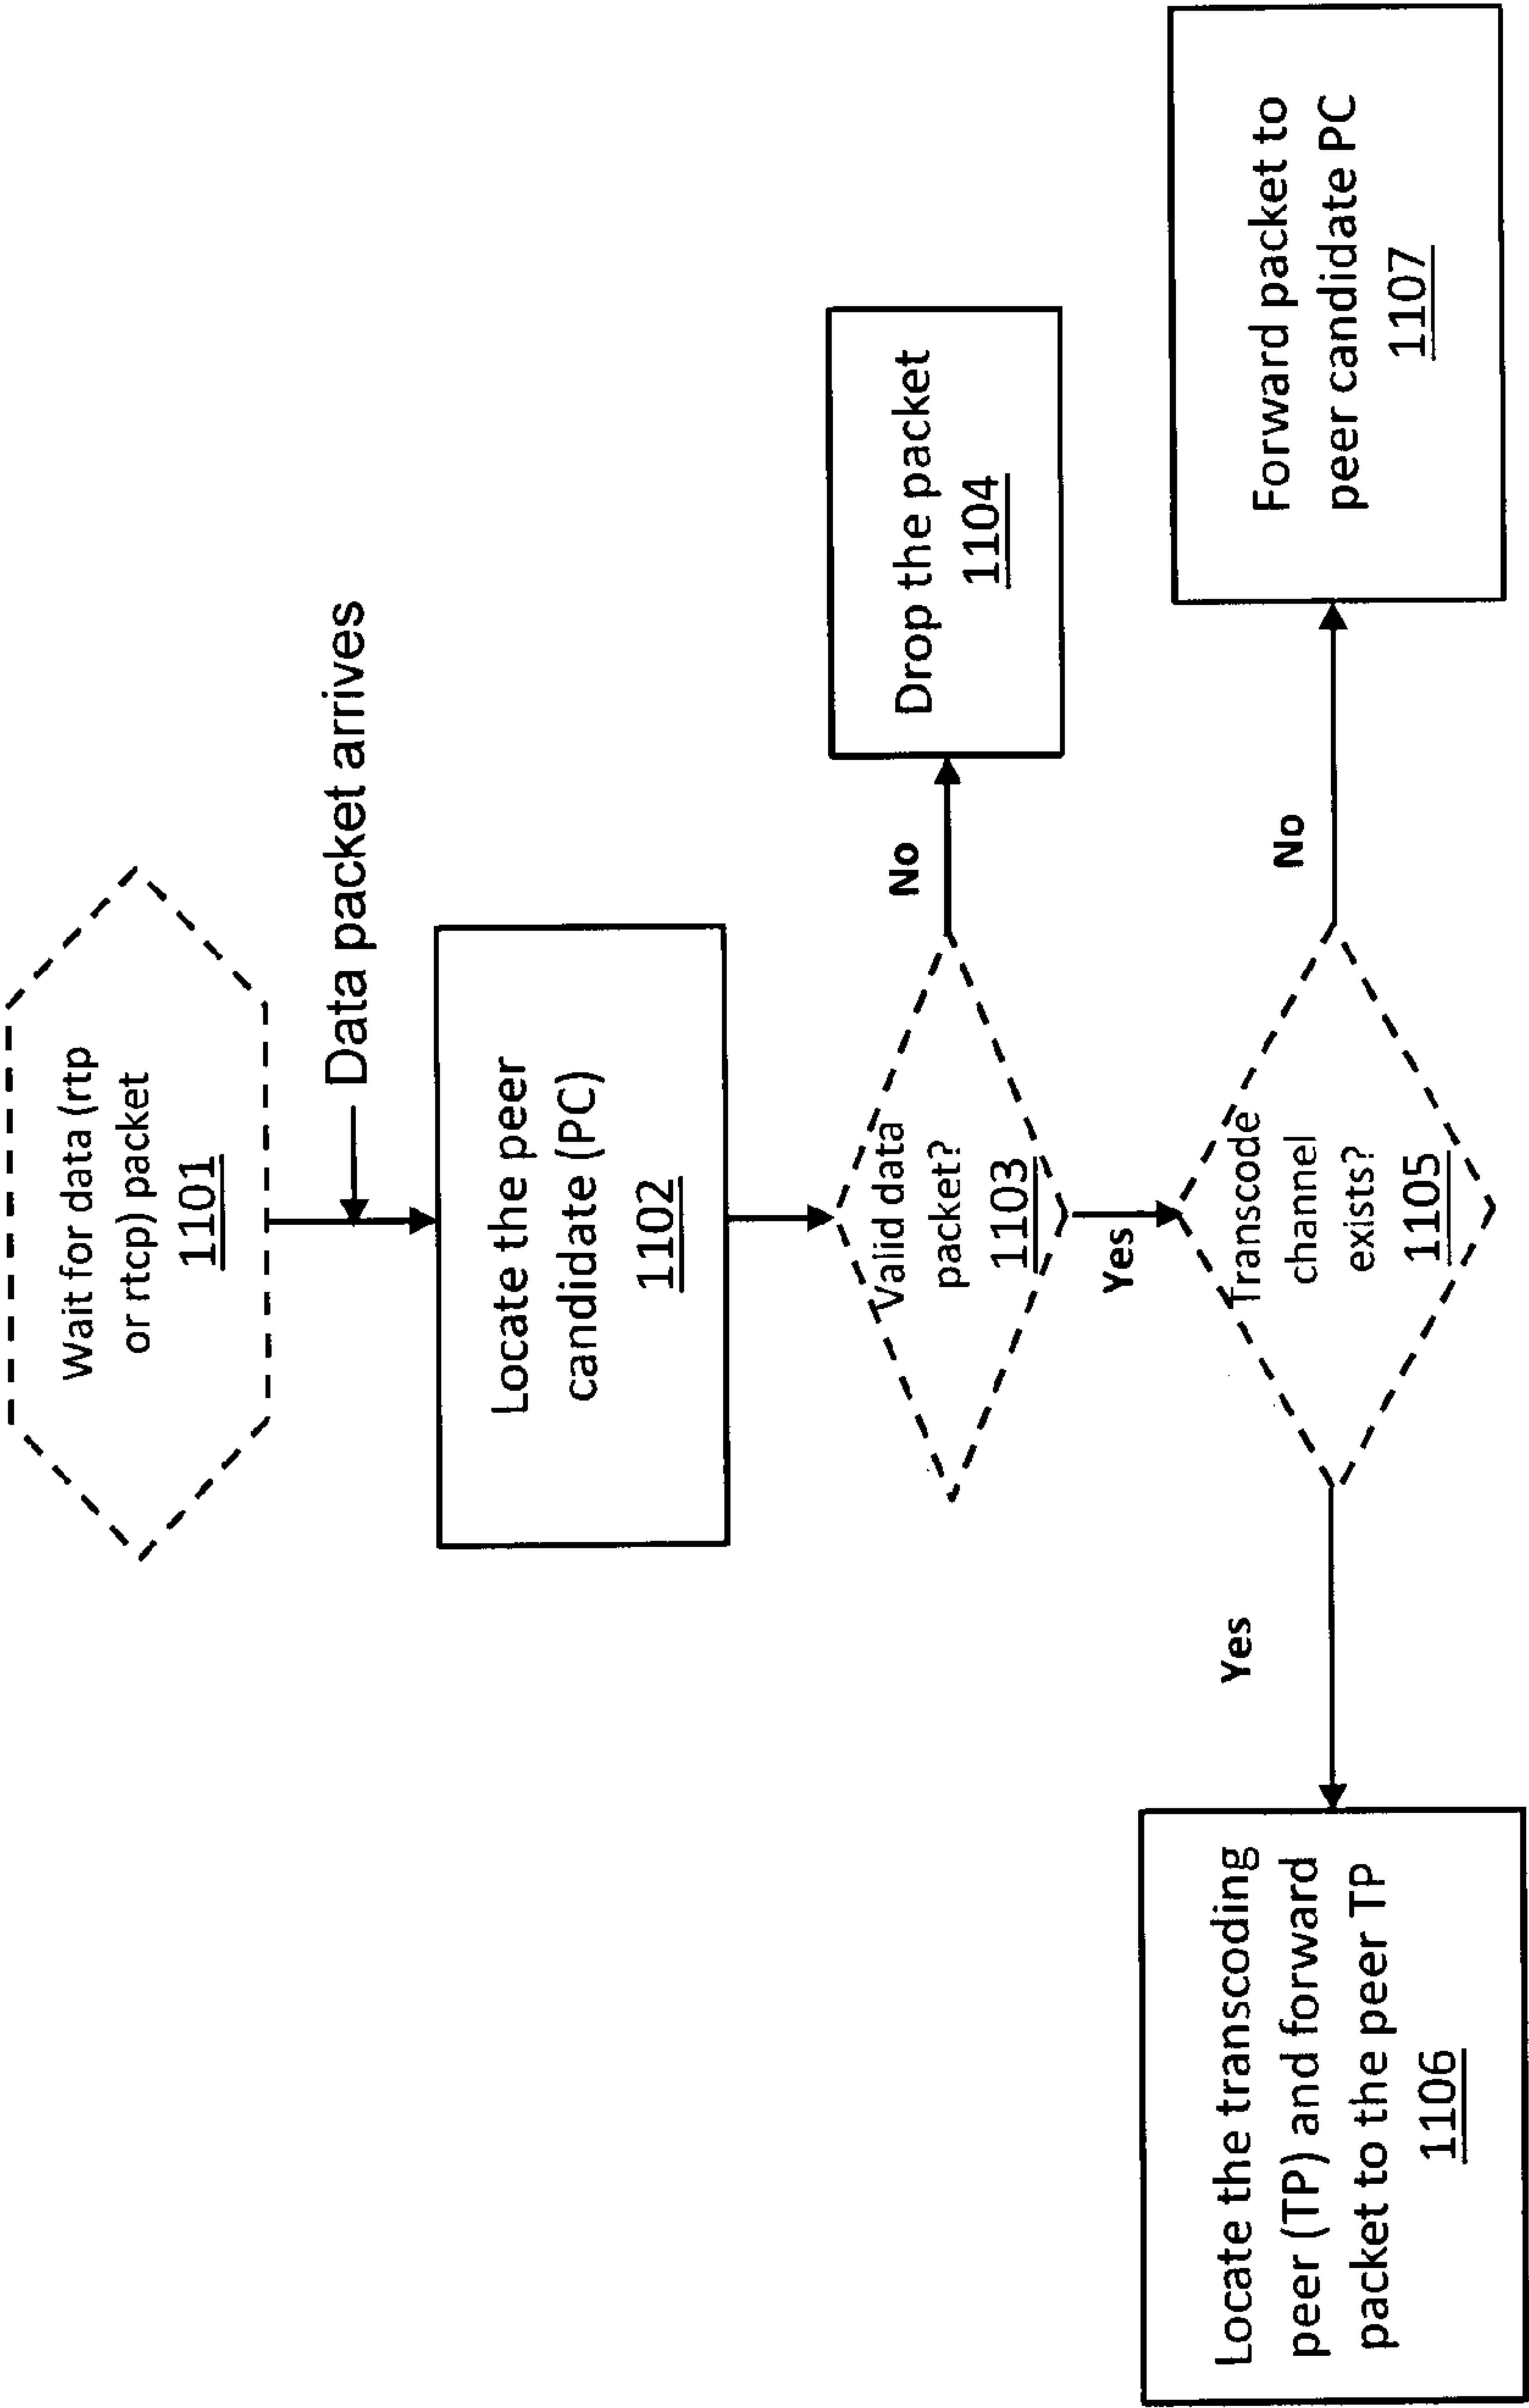 Wait for data (rtp
or rtcp) packet
1101
Data packet arrives
Locate the peer
candidate (PC)
1102
Valid data
packet?
1103
No
Drop the packet
1104
Yes
Transcode
channel
exists?
1105
No
Forward packet to
peer candidate PC
1107
Yes
Locate the transcoding
peer (TP) and forward
packet to the peer TP
1106